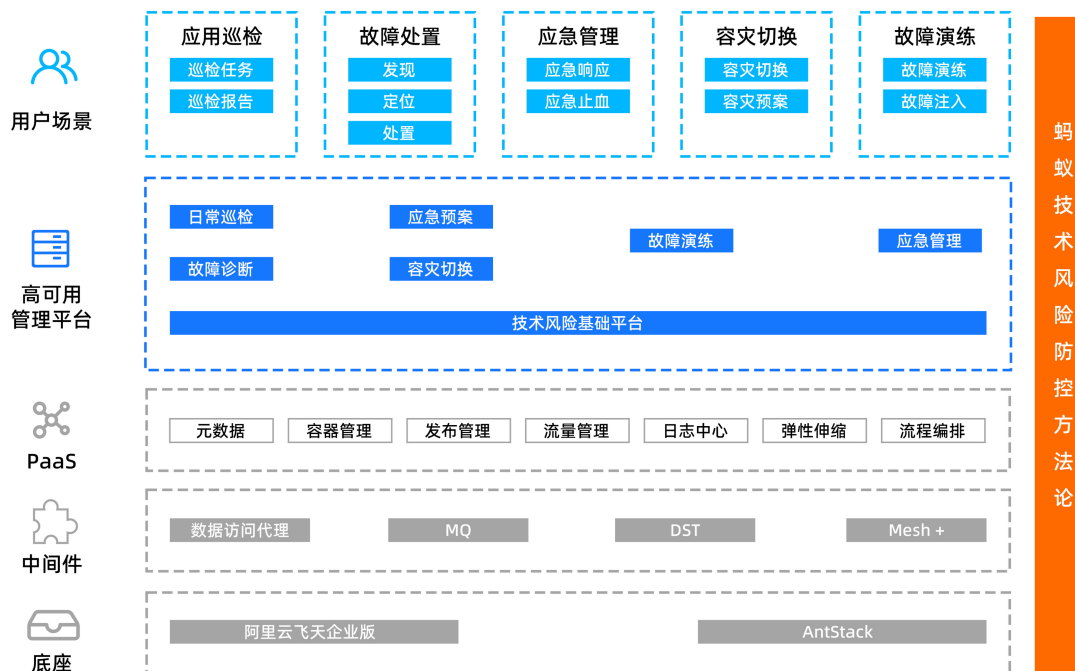 应用巡检
巡检任务
巡检报告
故障处置
发现
定位
处置
应急管理
应急响应
应急止血
容灾切换
容灾切换
容灾预案
故障演练
故障演练
故障注入
用户场景
日常巡检
应急预案
故障演练
应急管理
故障诊断
容灾切换
技术风险基础平台
高可用
管理平台
元数据
容器管理
发布管理
流量管理
日志中心
弹性伸缩
流程编排
PaaS
数据访问代理
MQ
DST
Mesh +
中间件
阿里云飞天企业版
AntStack
底座
蚂蚁技术风险防控方法论